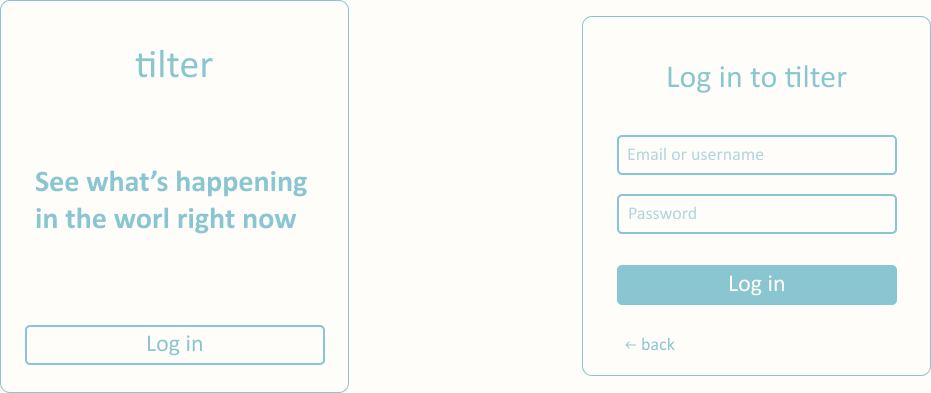 tilter
See what's happening
in the worl right now
Log in
Log in to tilter
Email or username
Password
Log in
← back